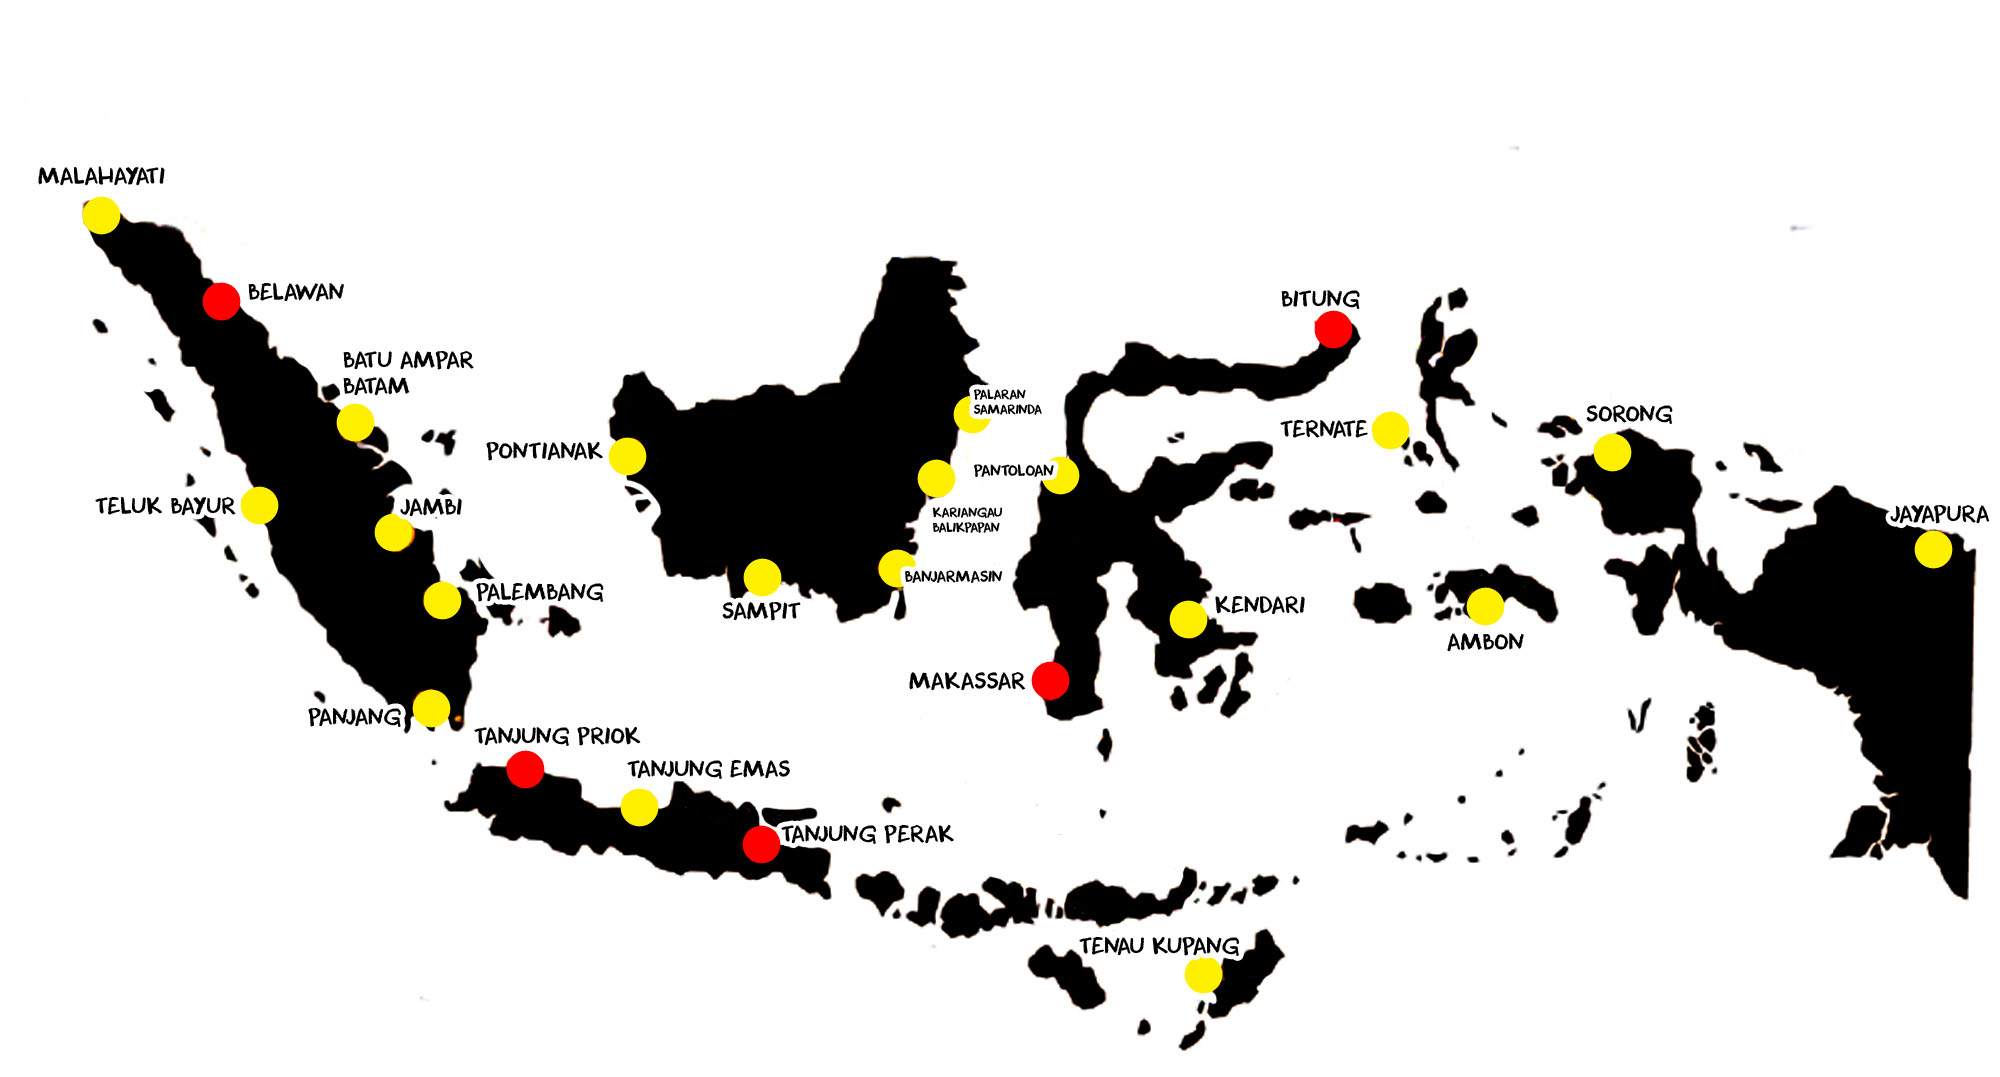 MALAHAYATI
BELAWAN
BITUNG
BATU AMPAR
BATAM
PALARAN
SAMARINDA
SORONG
TERNATE
PONTIANAK
PANTOLOAN
TELUK BAYUR
JAMBI
KARIANGAU
BALIKPAPAN
JAYAPURA
BANJARMASIN
PALEMBANG
SAMPIT
KENDARI
AMBON
MAKASSAR
PANJANG
TANJUNG PRIOK
TANJUNG EMAS
TANJUNG PERAK
TENAU KUPANG